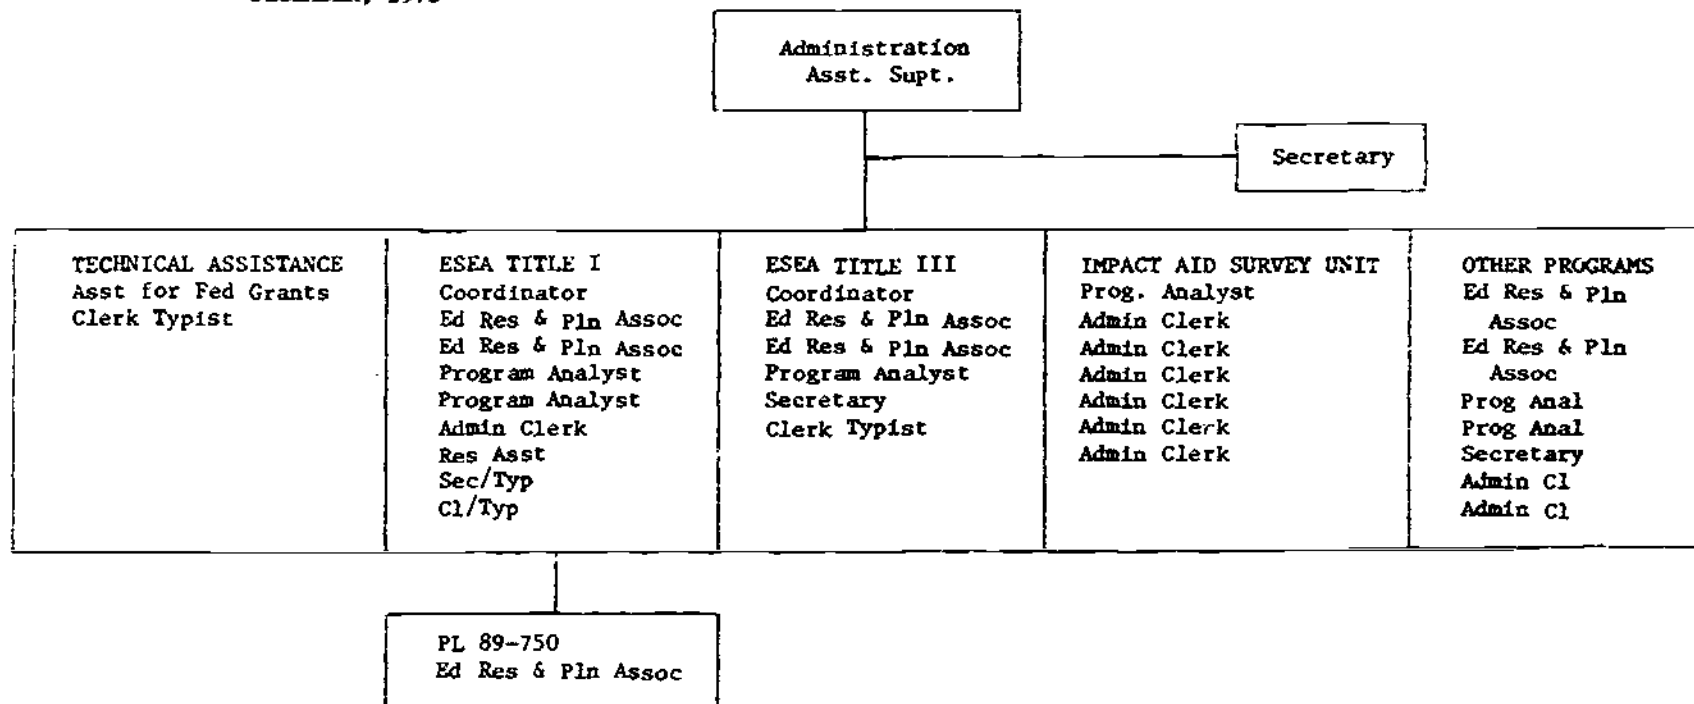 Administration
Asst. Supt.
Secretary
TECHNICAL ASSISTANCE
Asst for Fed Grants
Clerk Typist
ESEA TITLE I
Coordinator
Ed Res & Pln Assoc
Ed Res & Pln Assoc
Program Analyst
Program Analyst
Admin Clerk
Res Asst
Sec/Typ
Cl/Typ
ESEA TITLE III
Coordinator
Ed Res & Pln Assoc
Ed Res & Pln Assoc
Program Analyst
Secretary
Clerk Typist
IMPACT AID SURVEY UNIT
Prog. Analyst
Admin Clerk
Admin Clerk
Admin Clerk
Admin Clerk
Admin Clerk
Admin Clerk
OTHER PROGRAMS
Ed Res & Pln
Assoc
Ed Res & Pln
Assoc
Prog Anal
Prog Anal
Secretary
Admin Cl
Admin Cl
PL 89-750
Ed Res & Pln Assoc